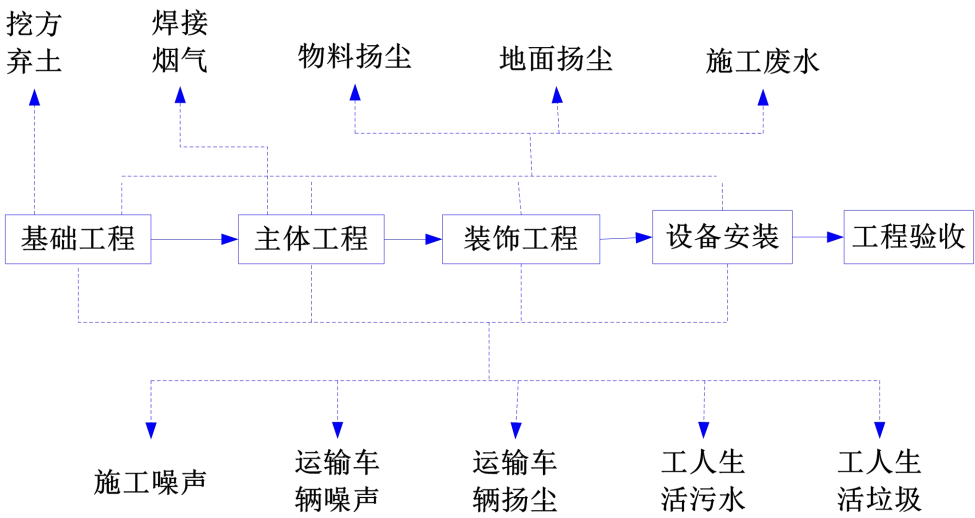 挖方
弃土
焊接
烟气
物料扬尘
地面扬尘
施工废水
基础工程
主体工程
装饰工程
设备安装
工程验收
施工噪声
运输车
辆噪声
运输车
辆扬尘
工人生
活污水
工人生
活垃圾